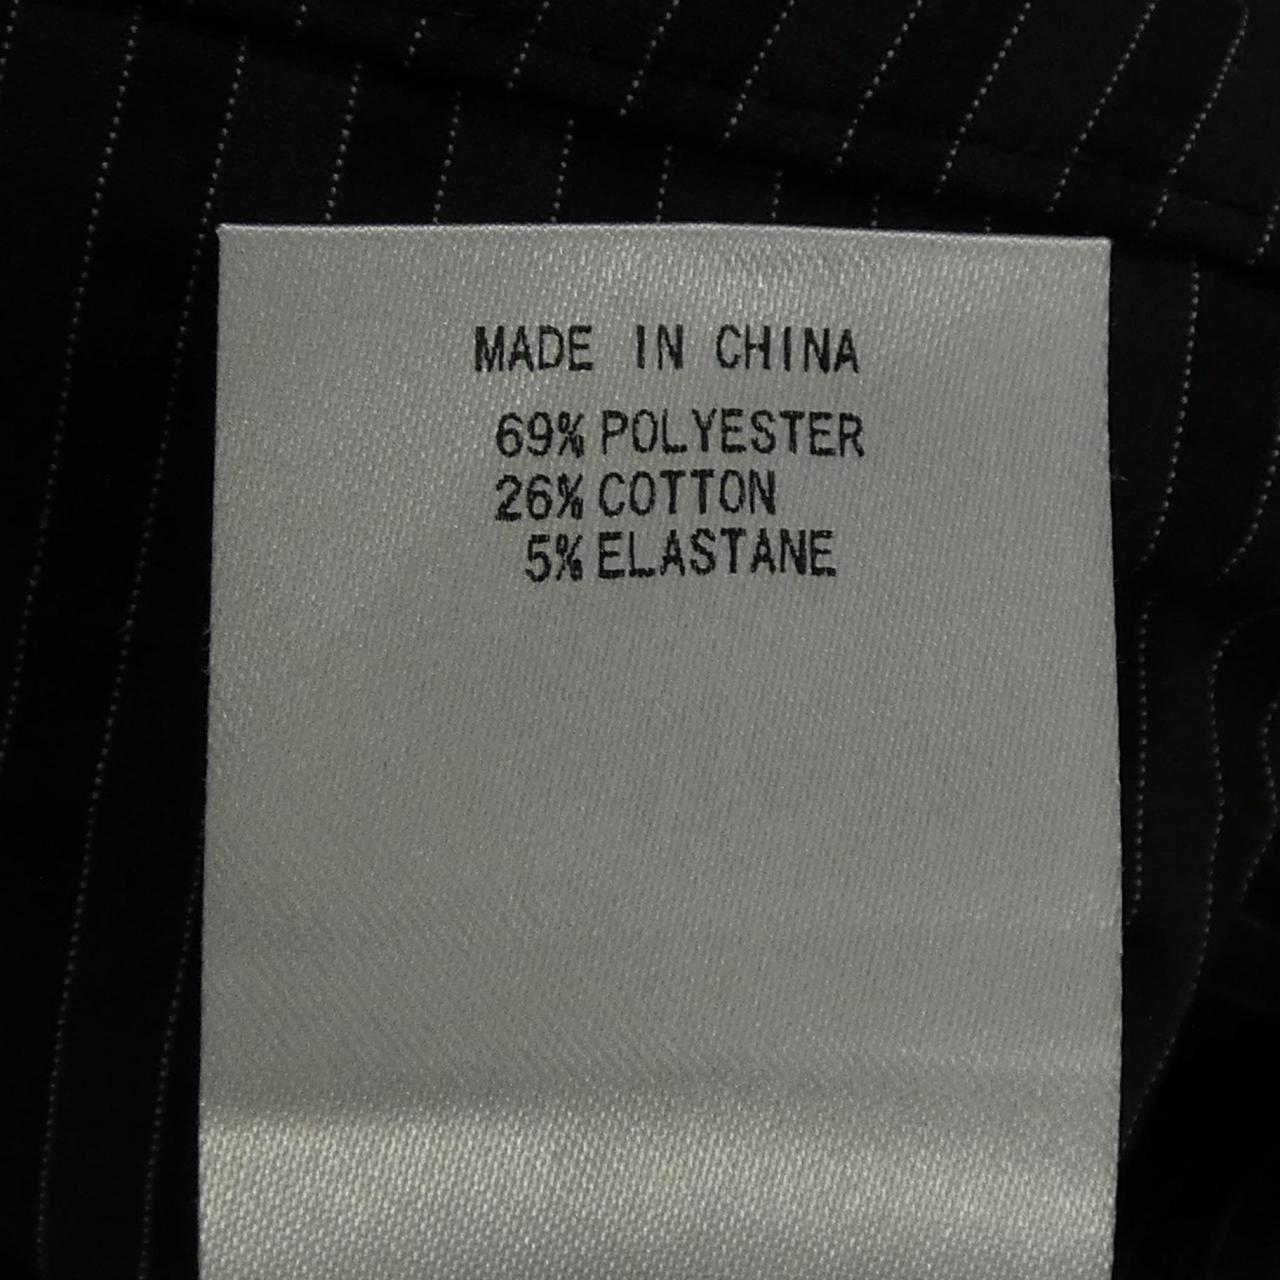 MADE IN CHINA
69% POLYESTER
26% COTTON
5% ELASTANE